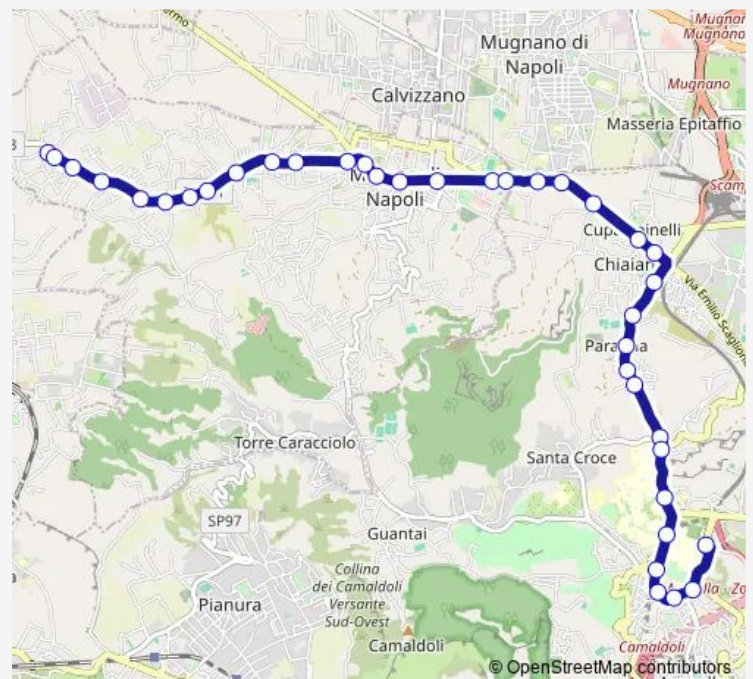 Mugnano di
Napoli
Mugnano
Calvizzano
Mugnano
Masseria Epitaffio
Napoli
Chiaian
Via Emilio Scaglione
Torre Caracciolo
Santa Croce
SP97
Guantai
Collina
dei Camaldoli
Versante
Sud-Ovest
Pianura
Camaldoli
Camaldoli
© OpenStreetMap contributors